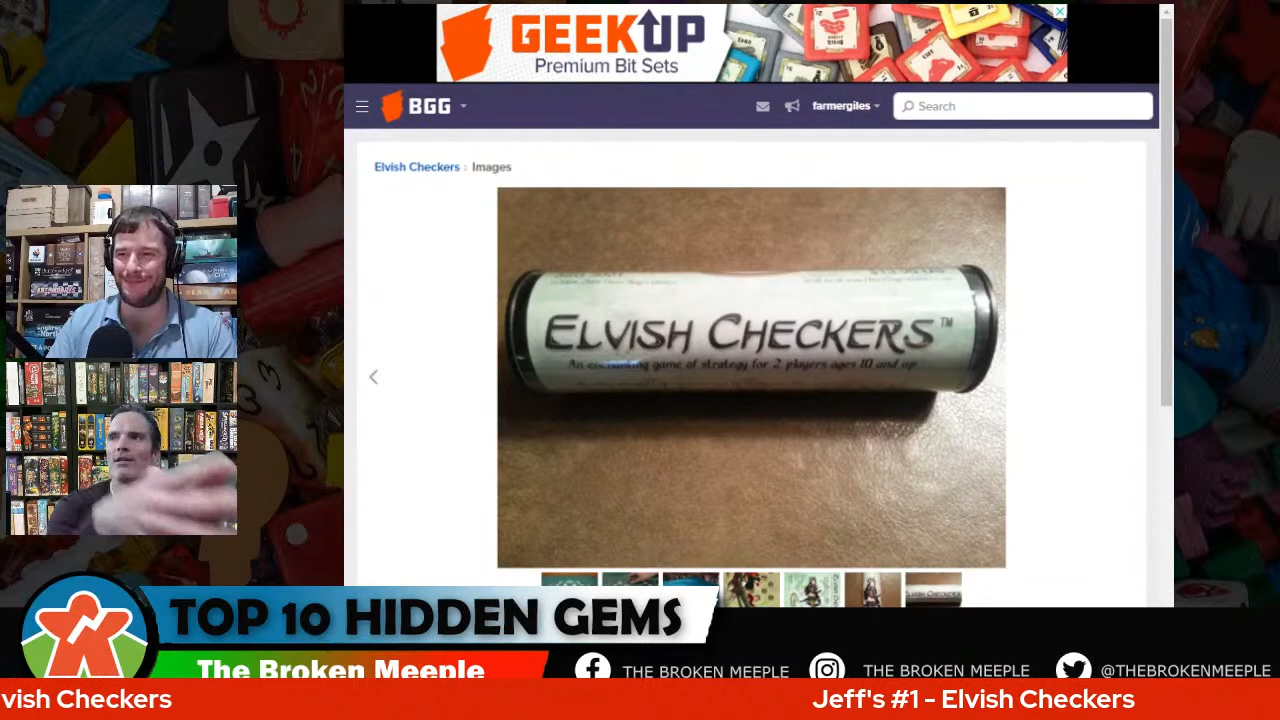 GEEKUP
Premium Bit Sets
BGG
farmergiles
Search
Elvish Checkers › Images
ELVISH CHECKERS™
An enchanting game of strategy for 2 players ages 10 and up
TOP 10 HIDDEN GEMS
The Broken Meeple
THE BROKEN MEEPLE
THE BROKEN MEEPLE
@THEBROKENMEEPLE
vish Checkers
Jeff's #1 - Elvish Checkers